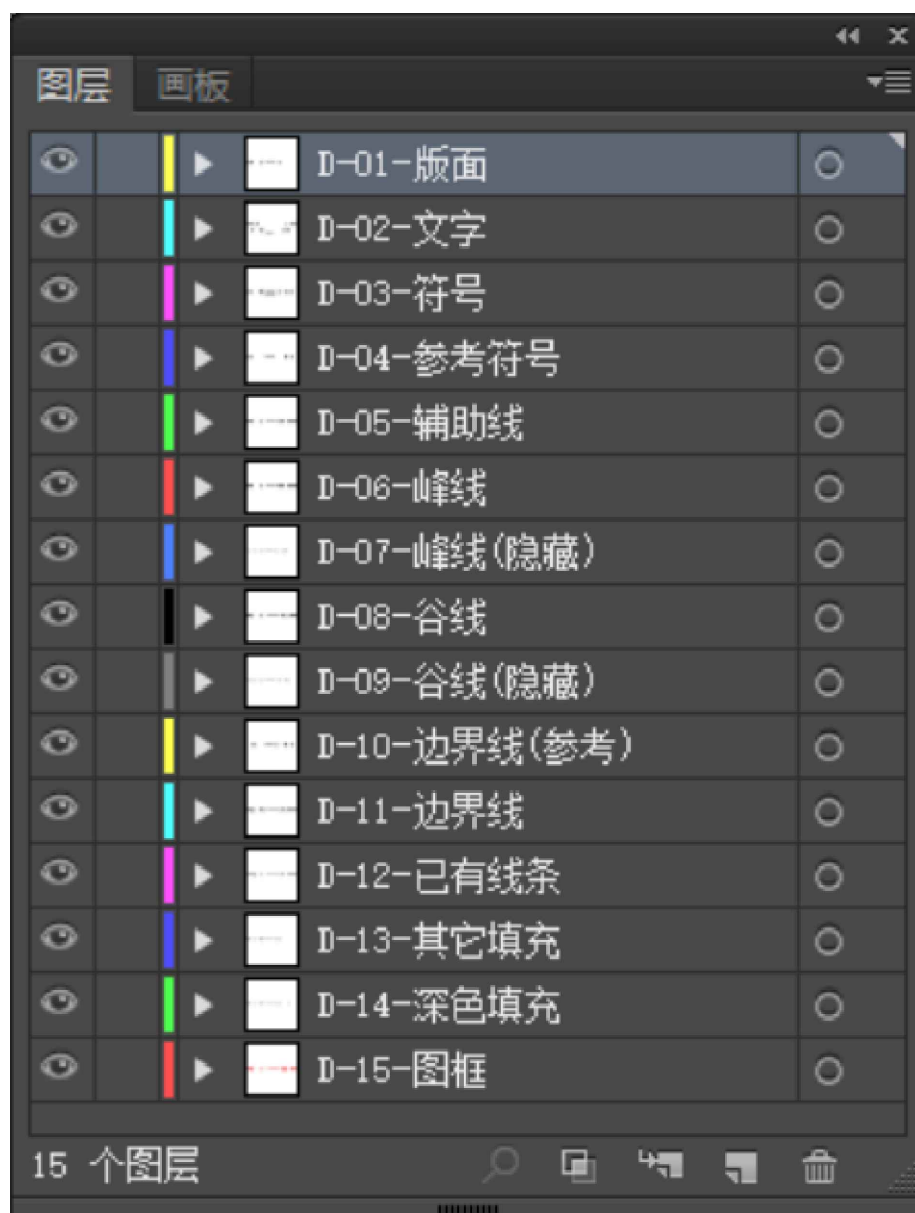 图层 画板
D-01-版面
D-02-文字
D-03-符号
D-04-参考符号
D-05-辅助线
D-06-峰线
D-07-峰线(隐藏)
D-08-谷线
D-09-谷线(隐藏)
D-10-边界线(参考)
D-11-边界线
D-12-已有线条
D-13-其它填充
D-14-深色填充
D-15-图框
15 个图层